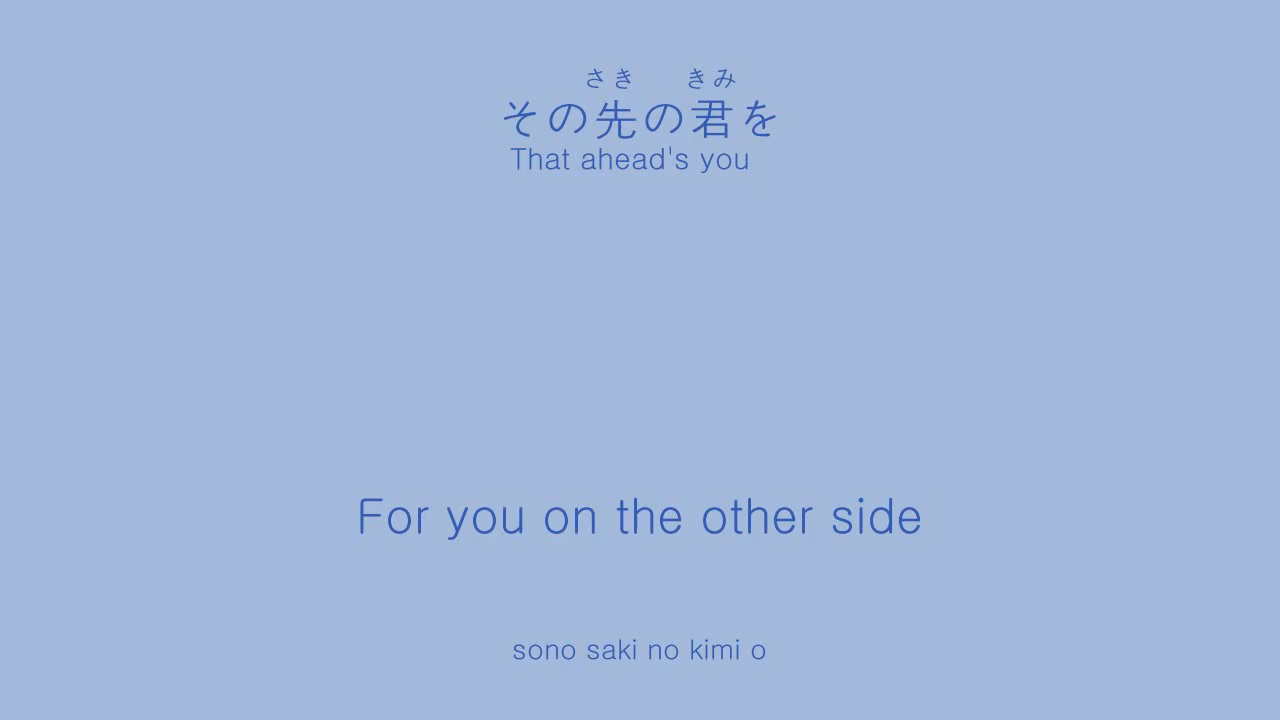 さき きみ
その先の君を
That ahead's you
For you on the other side
sono saki no kimi o